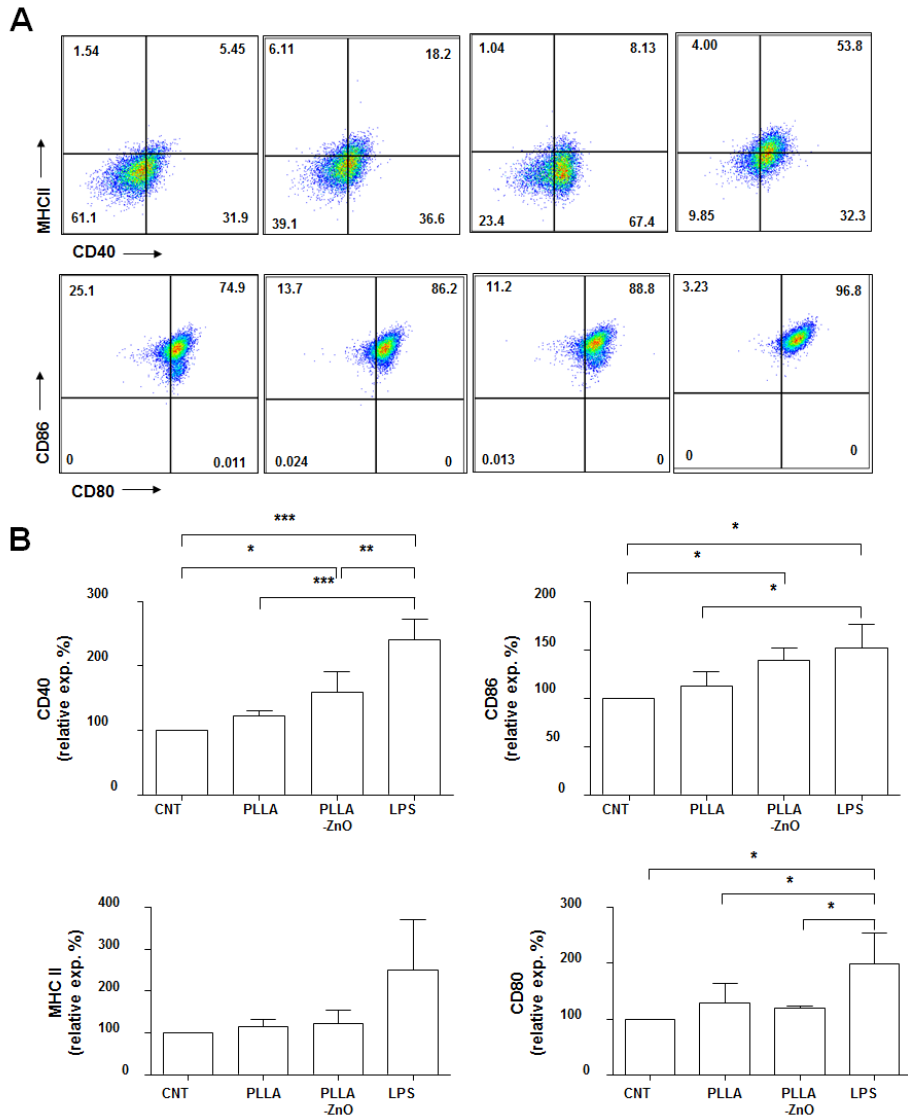 A
1.54 5.45 6.11 18.2 1.04 8.13 4.00 53.8
MHCII
61.1 31.9 39.1 36.6 23.4 67.4 9.85 32.3
CD40
25.1 74.9 13.7 86.2 11.2 88.8 3.23 96.8
CD86
0 0.011 0.024 0 0.013 0 0 0
CD80
B
***
* **
***
CD40
(relative exp. %)
300
200
100
0
CNT PLLA PLLA LPS
-ZnO
*
*
*
CD86
(relative exp. %)
200
150
100
50
0
CNT PLLA PLLA LPS
-ZnO
MHC II
(relative exp. %)
400
300
200
100
0
CNT PLLA PLLA LPS
-ZnO
*
*
*
CD80
(relative exp. %)
300
200
100
0
CNT PLLA PLLA LPS
-ZnO